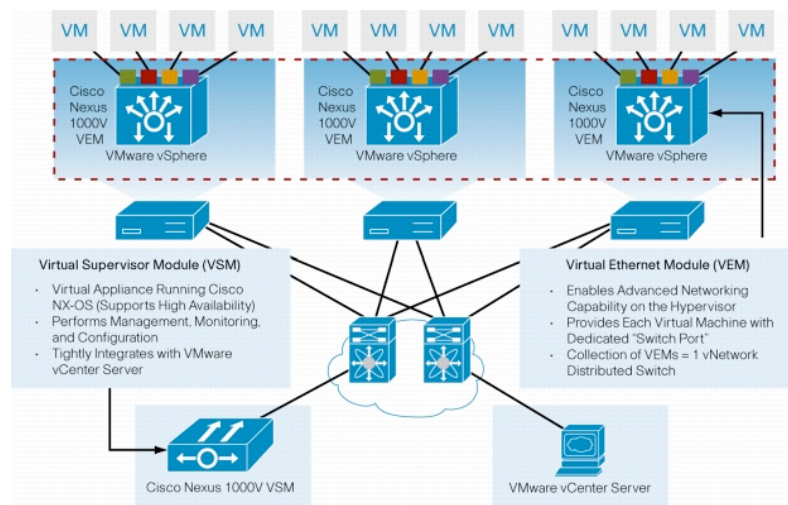 VM VM VM VM VM VM VM VM VM VM VM VM
Cisco
Nexus
1000V
VEM
VMware vSphere
Cisco
Nexus
1000V
VEM
VMware vSphere
Cisco
Nexus
1000V
VEM
VMware vSphere
Virtual Supervisor Module (VSM)
· Virtual Appliance Running Cisco
NX-OS (Supports High Availability)
· Performs Management, Monitoring,
and Configuration
· Tightly Integrates with VMware
vCenter Server
Virtual Ethernet Module (VEM)
· Enables Advanced Networking
Capability on the Hypervisor
· Provides Each Virtual Machine with
Dedicated "Switch Port"
· Collection of VEMs = 1 vNetwork
Distributed Switch
Cisco Nexus 1000V VSM
VMware vCenter Server